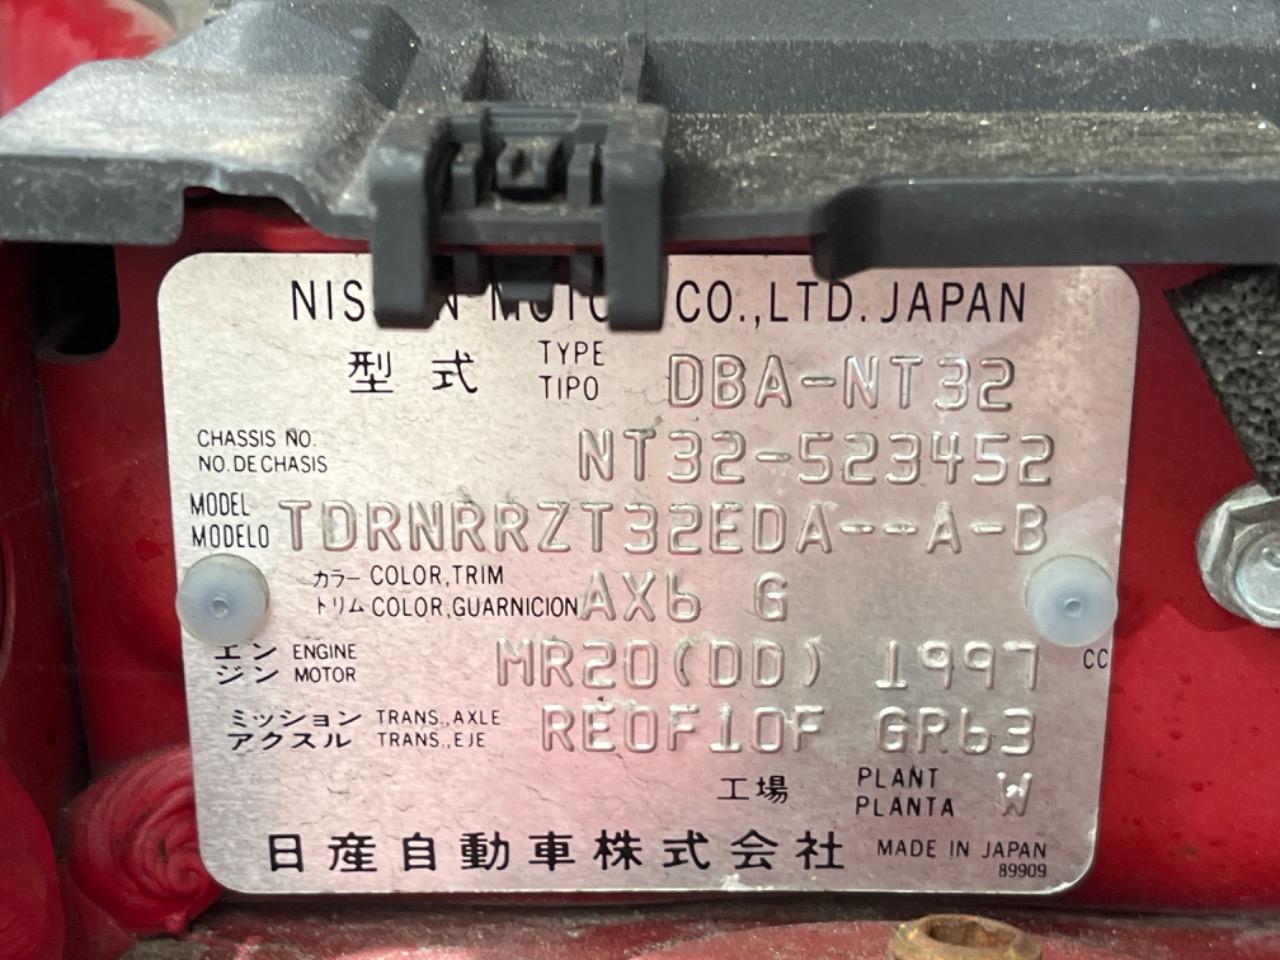 NISSAN MOTOR CO.,LTD. JAPAN
型式 TYPE TIPO DBA-NT32
CHASSIS NO.
NO. DE CHASIS NT32-523452
MODEL
MODELO TDRNRRZT32EDA--A-B
カラー COLOR,TRIM
トリム COLOR,GUARNICION AX6 G
エン ENGINE
ジン MOTOR MR20(DD) 1997 CC
ミッション TRANS.,AXLE
アクスル TRANS.,EJE RE0F10F GR63
工場 PLANT PLANTA W
日産自動車株式会社 MADE IN JAPAN
89909